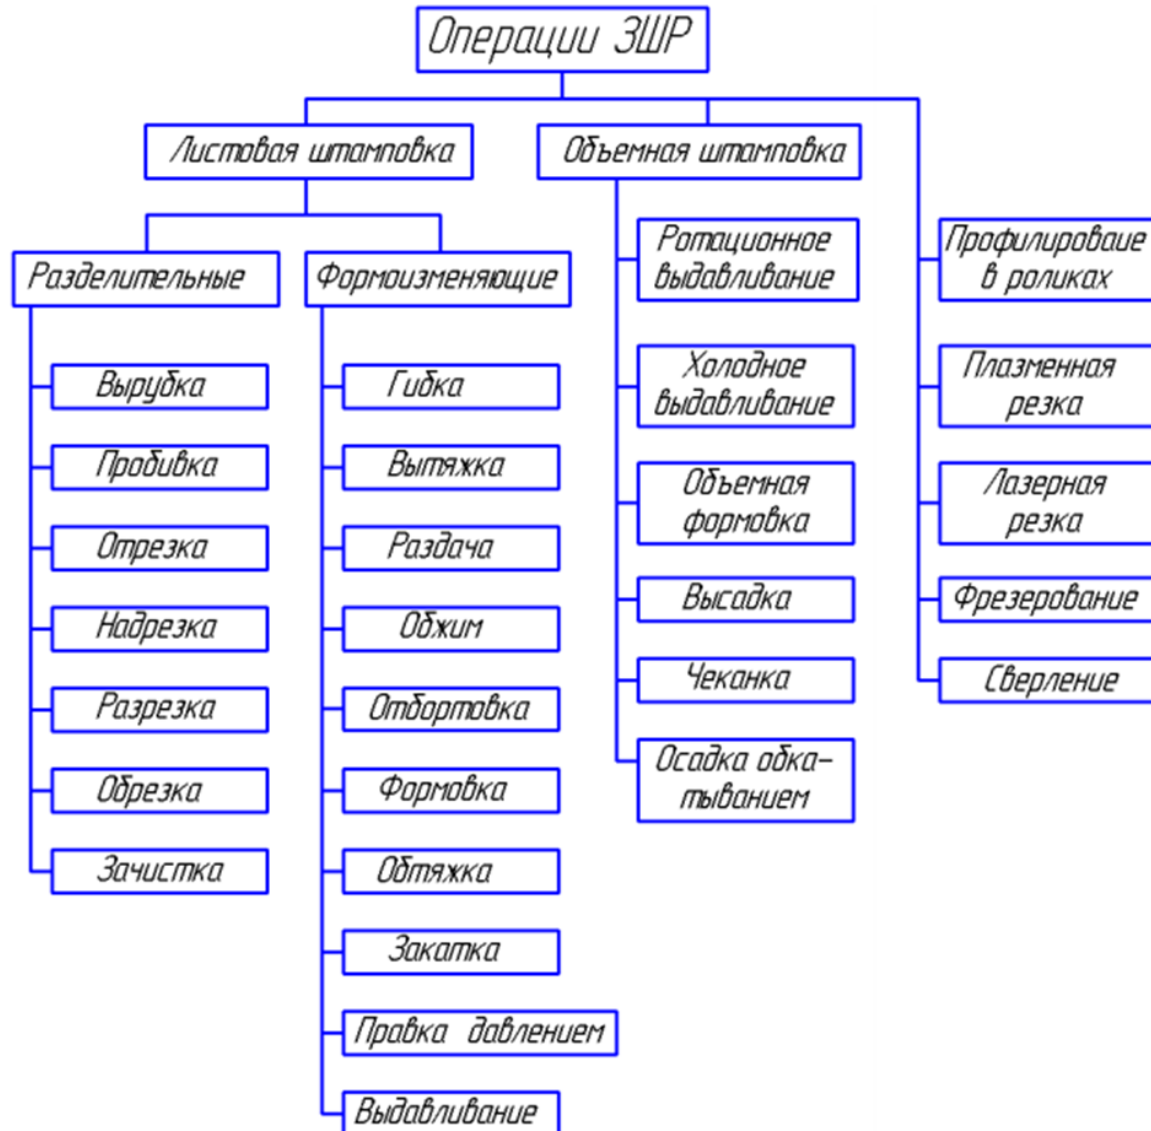 Операции ЗШР
Листовая штамповка
Объемная штамповка
Разделительные
Формоизменяющие
Вырубка
Пробивка
Отрезка
Надрезка
Разрезка
Обрезка
Зачистка
Гибка
Вытяжка
Раздача
Обжим
Отбортовка
Формовка
Обтяжка
Закатка
Правка давлением
Выдавливание
Ротационное
выдавливание
Холодное
выдавливание
Объемная
формовка
Высадка
Чеканка
Осадка обка-
тыванием
Профилироваие
в роликах
Плазменная
резка
Лазерная
резка
Фрезерование
Сверление